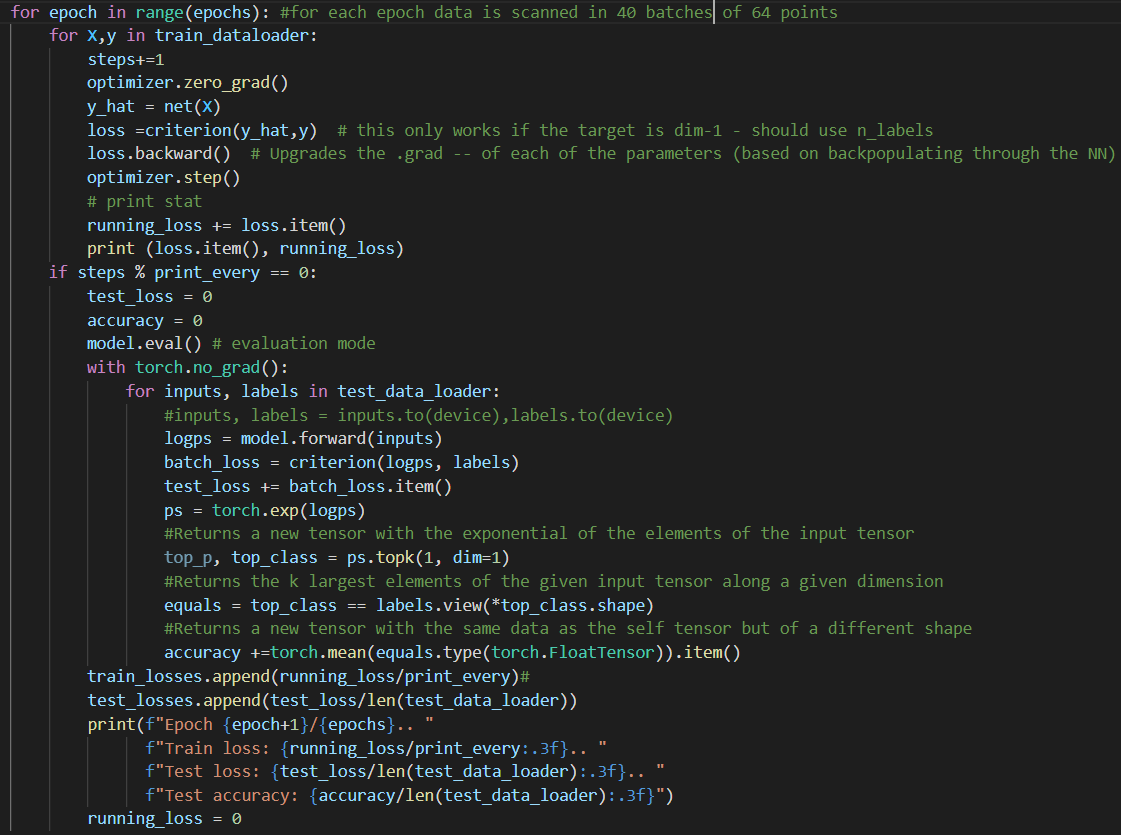 for epoch in range(epochs): #for each epoch data is scanned in 40 batches of 64 points
    for X,y in train_dataloader:
        steps+=1
        optimizer.zero_grad()
        y_hat = net(X)
        loss =criterion(y_hat,y)  # this only works if the target is dim-1 - should use n_labels
        loss.backward()  # Upgrades the .grad -- of each of the parameters (based on backpopulating through the NN)
        optimizer.step()
        # print stat
        running_loss += loss.item()
        print (loss.item(), running_loss)
    if steps % print_every == 0:
        test_loss = 0
        accuracy = 0
        model.eval() # evaluation mode
        with torch.no_grad():
            for inputs, labels in test_data_loader:
                #inputs, labels = inputs.to(device),labels.to(device)
                logps = model.forward(inputs)
                batch_loss = criterion(logps, labels)
                test_loss += batch_loss.item()
                ps = torch.exp(logps)
                #Returns a new tensor with the exponential of the elements of the input tensor
                top_p, top_class = ps.topk(1, dim=1)
                #Returns the k largest elements of the given input tensor along a given dimension
                equals = top_class == labels.view(*top_class.shape)
                #Returns a new tensor with the same data as the self tensor but of a different shape
                accuracy +=torch.mean(equals.type(torch.FloatTensor)).item()
        train_losses.append(running_loss/print_every)#
        test_losses.append(test_loss/len(test_data_loader))
        print(f"Epoch {epoch+1}/{epochs}.. "
              f"Train loss: {running_loss/print_every:.3f}.. "
              f"Test loss: {test_loss/len(test_data_loader):.3f}.. "
              f"Test accuracy: {accuracy/len(test_data_loader):.3f}")
        running_loss = 0